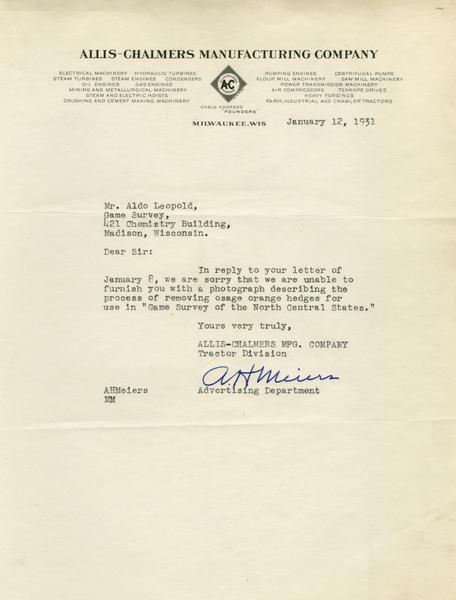 ALLIS-CHALMERS MANUFACTURING COMPANY
ELECTRICAL MACHINERY HYDRAULIC TURBINES
STEAM TURBINES STEAM ENGINES CONDENSERS
OIL ENGINES GAS ENGINES
MINING AND METALLURGICAL MACHINERY
STEAM AND ELECTRIC HOISTS
CRUSHING AND CEMENT MAKING MACHINERY
A-C
CABLE ADDRESS
"FOUNDERS"
PUMPING ENGINES CENTRIFUGAL PUMPS
FLOUR MILL MACHINERY SAW MILL MACHINERY
POWER TRANSMISSION MACHINERY
AIR COMPRESSORS TEXROPE DRIVES
HEAVY FORGINGS
FARM, INDUSTRIAL AND CRAWLER TRACTORS
MILWAUKEE, WIS
January 12, 1931
Mr. Aldo Leopold,
Game Survey,
421 Chemistry Building,
Madison, Wisconsin.
Dear Sir:
In reply to your letter of
January 8, we are sorry that we are unable to
furnish you with a photograph describing the
process of removing osage orange hedges for
use in "Game Survey of the North Central States."
Yours very truly,
ALLIS-CHALMERS MFG. COMPANY
Tractor Division
AHMeiers
AHMeiers Advertising Department
MM